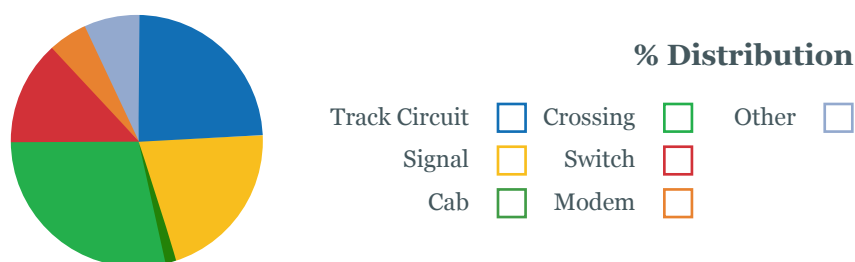 % Distribution
Track Circuit Crossing Other
Signal Switch
Cab Modem